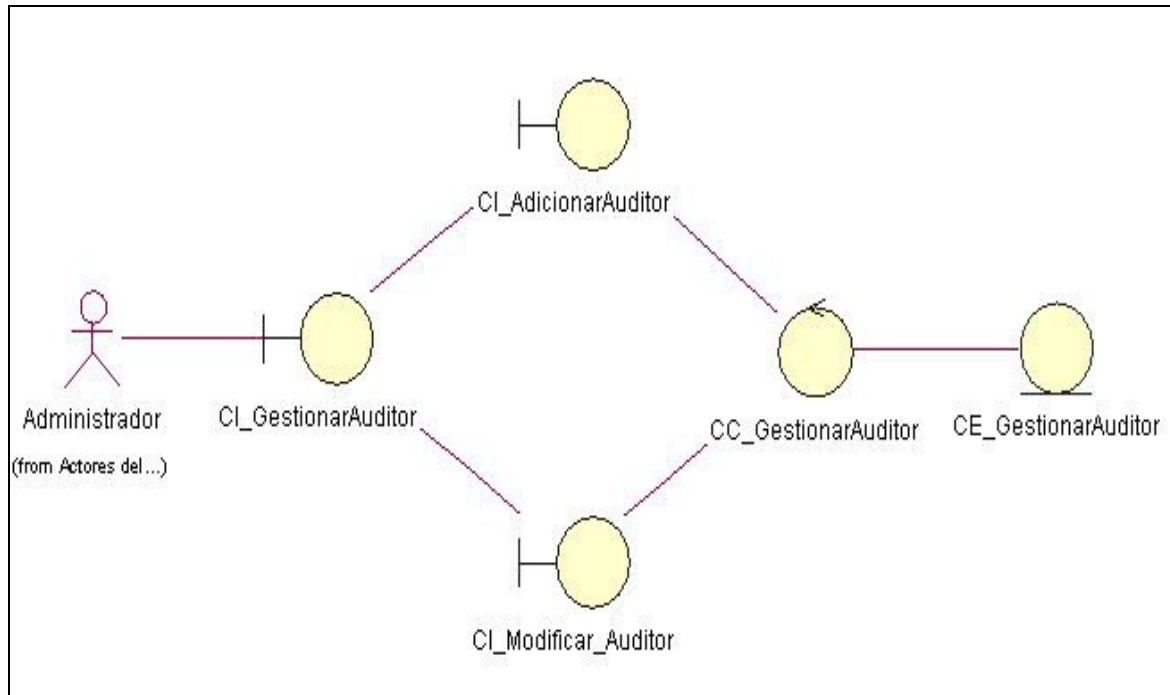 CI_AdicionarAuditor
Administrador
(from Actores del...)
CI_GestionarAuditor
CC_GestionarAuditor
CE_GestionarAuditor
CI_Modificar_Auditor